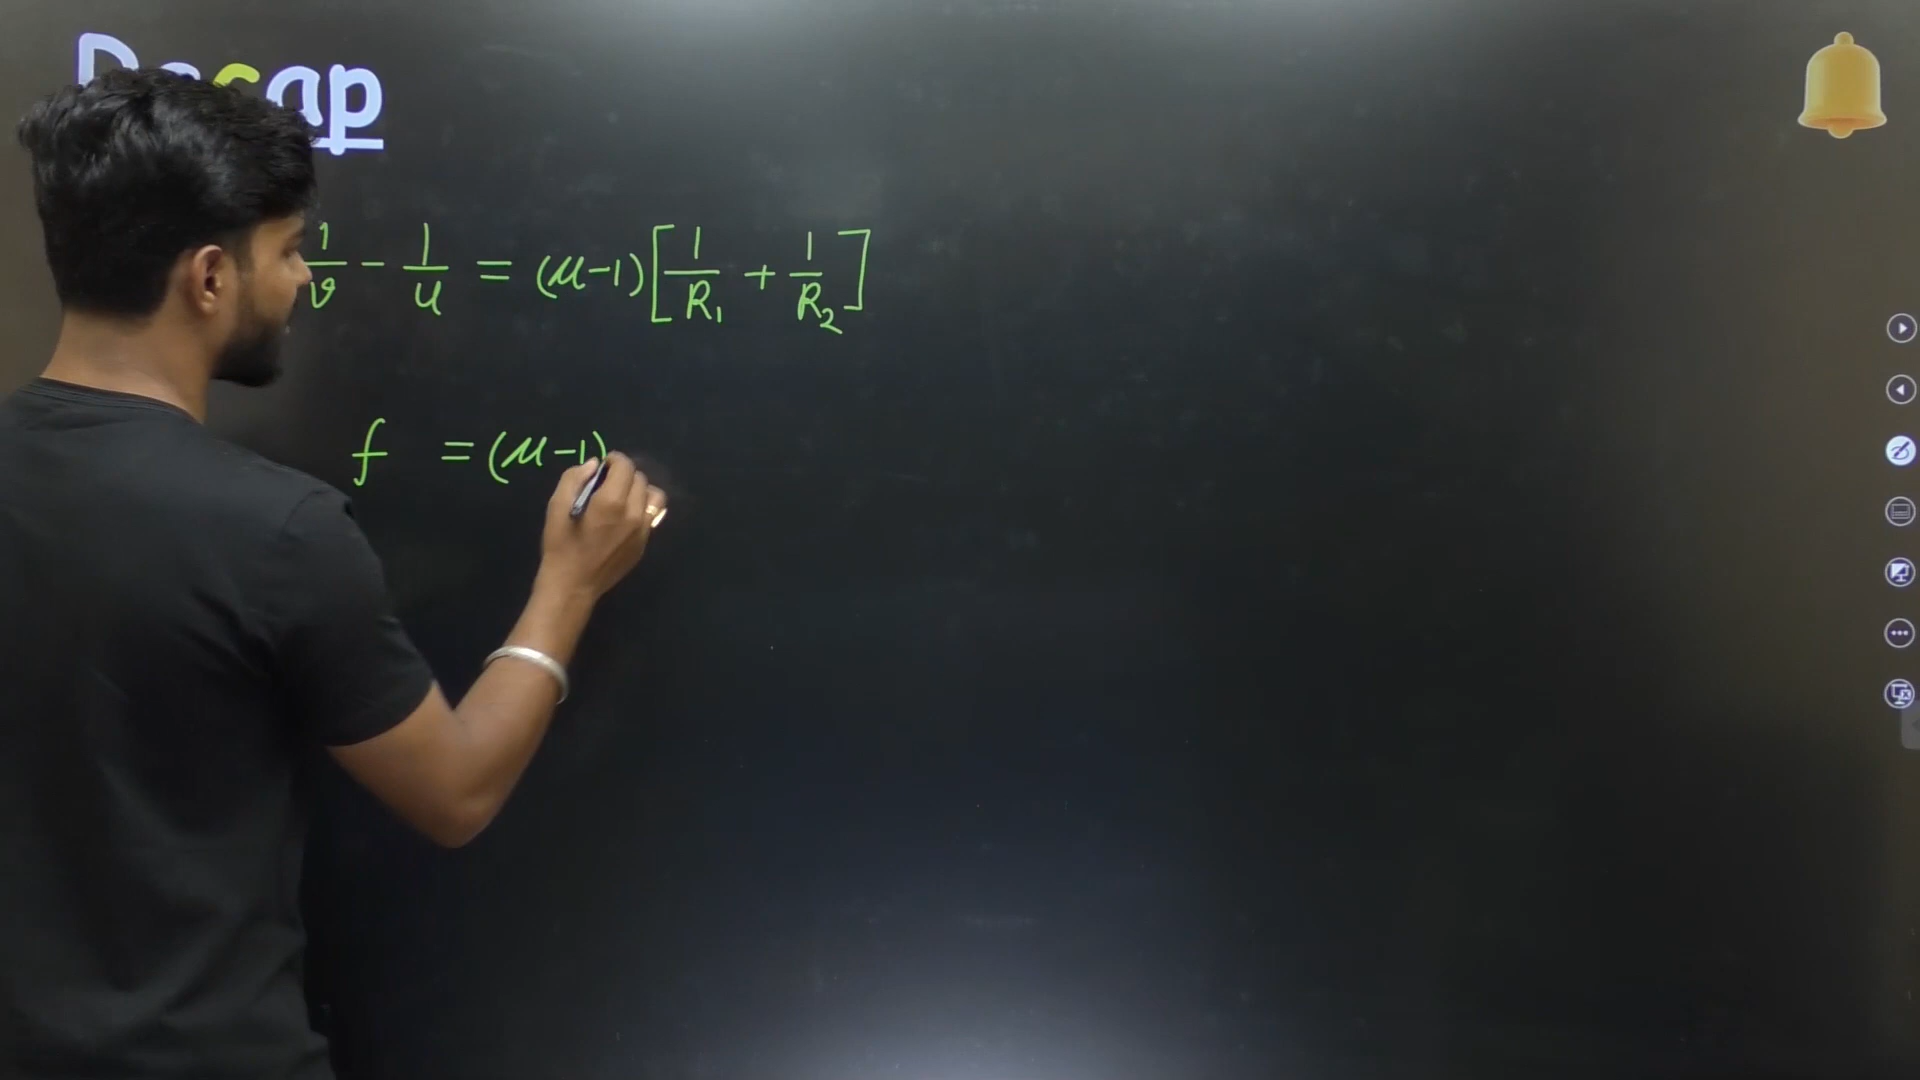 Recap
1/v - 1/u = (μ-1)[1/R₁ + 1/R₂]
f = (μ-1)